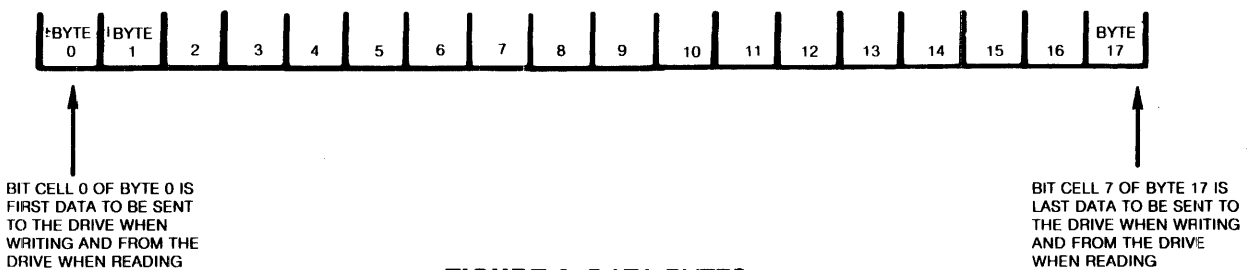 BYTE BYTE BYTE
0 1 2 3 4 5 6 7 8 9 10 11 12 13 14 15 16 17
BIT CELL 0 OF BYTE 0 IS
FIRST DATA TO BE SENT
TO THE DRIVE WHEN
WRITING AND FROM THE
DRIVE WHEN READING
BIT CELL 7 OF BYTE 17 IS
LAST DATA TO BE SENT TO
THE DRIVE WHEN WRITING
AND FROM THE DRIVE
WHEN READING